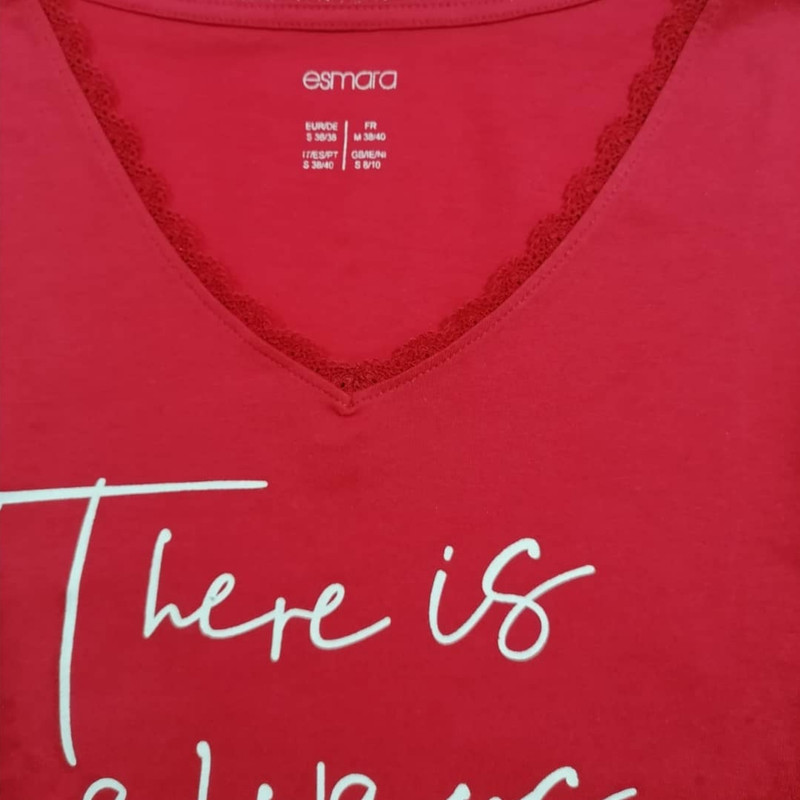 esmara
EUR/DE
S 36/38
FR
M 38/40
IT/ES/PT
S 38/40
GB/IE/NI
S 8/10
There is